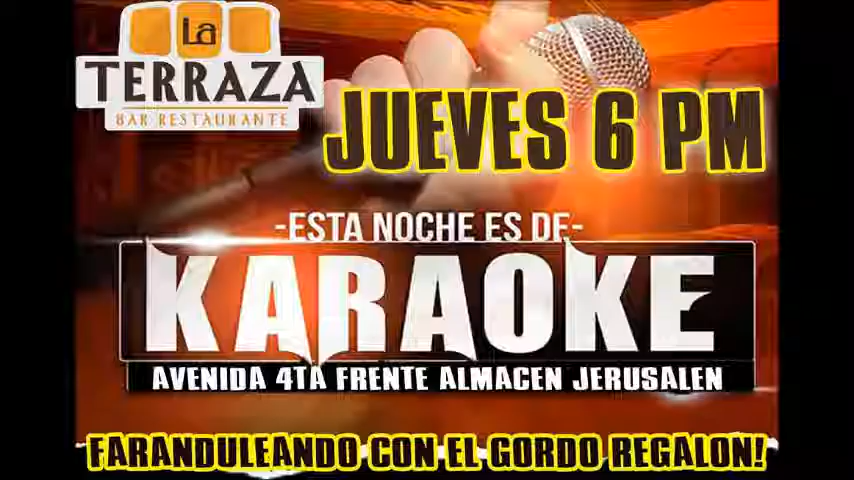 La
TERRAZA
BAR RESTAURANTE
JUEVES 6 PM
-ESTA NOCHE ES DE-
KARAOKE
AVENIDA 4TA FRENTE ALMACEN JERUSALEN
FARANDULEANDO CON EL GORDO REGALON!